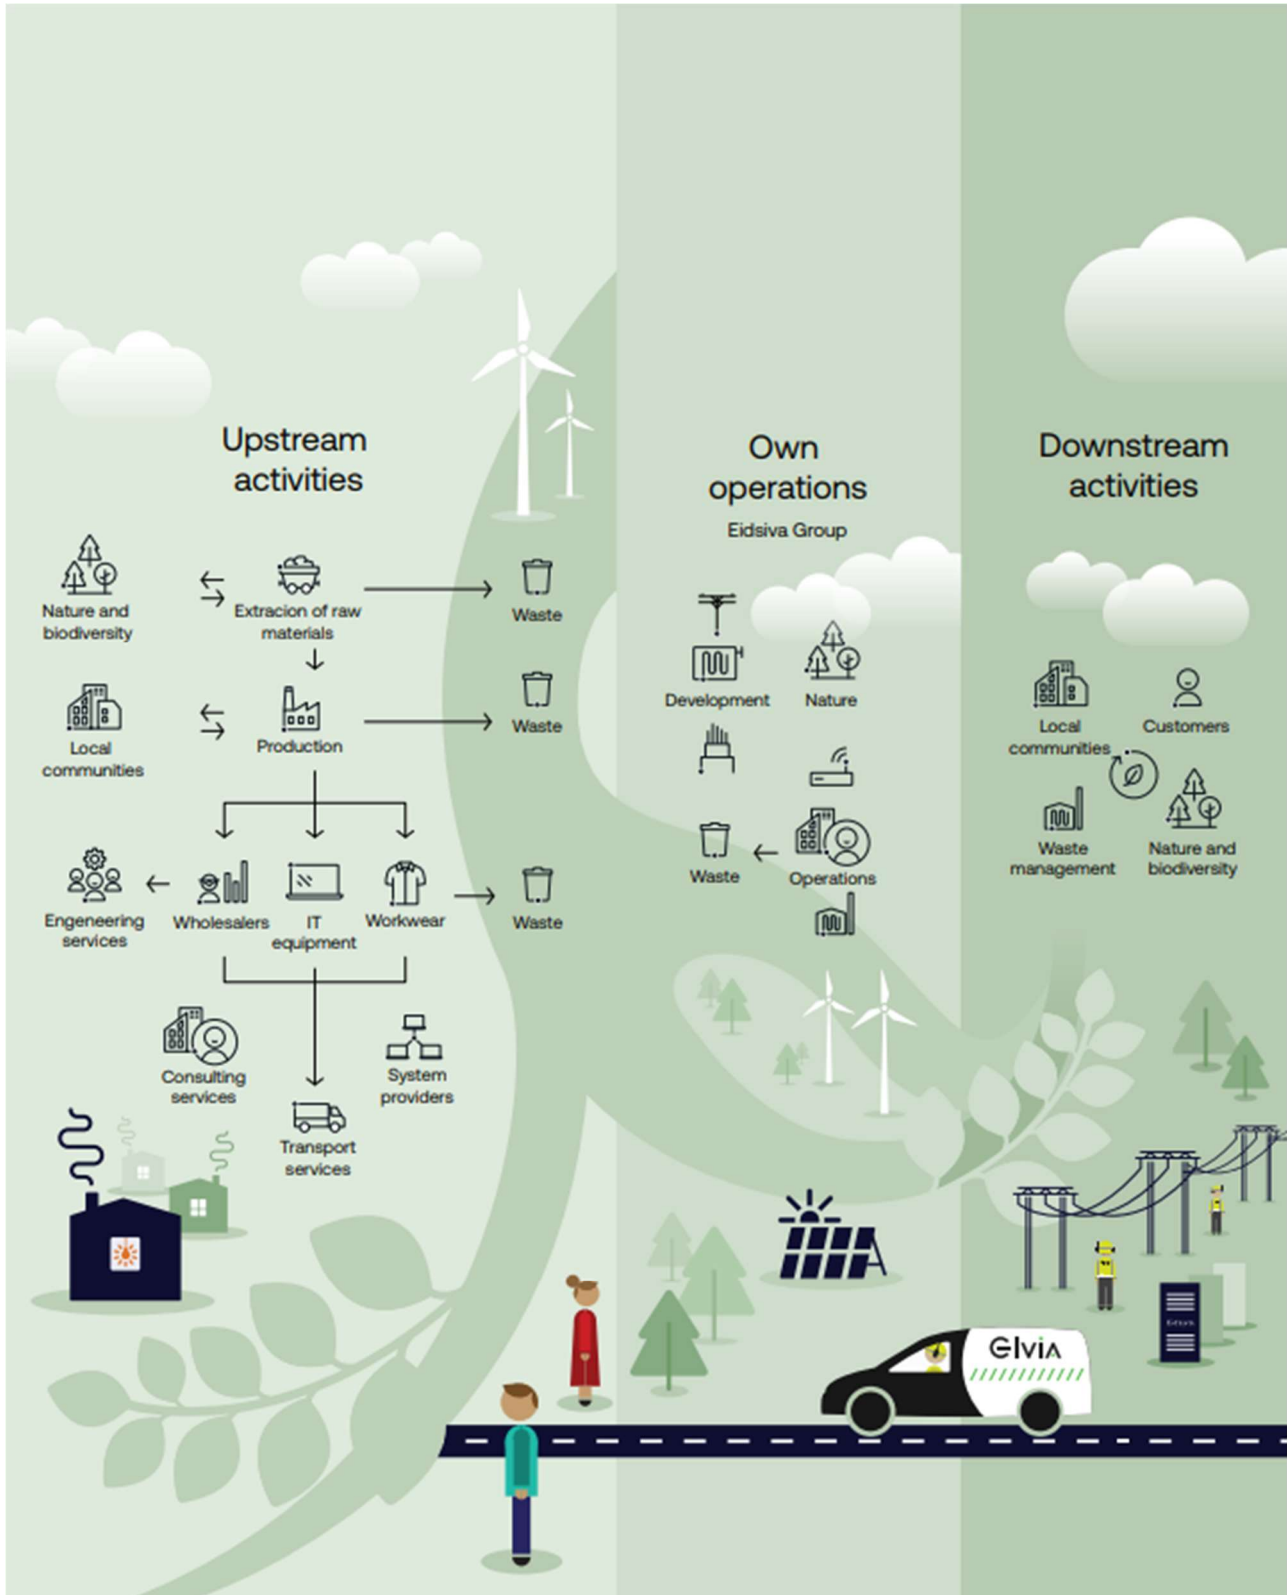 Upstream
activities
Nature and
biodiversity
Extracion of raw
materials
Waste
Local
communities
Production
Waste
Engeneering
services
Wholesalers
IT
equipment
Workwear
Waste
Consulting
services
System
providers
Transport
services
Own
operations
Eidsiva Group
Development
Nature
Waste
Operations
Downstream
activities
Local
communities
Customers
Waste
management
Nature and
biodiversity
Elvia